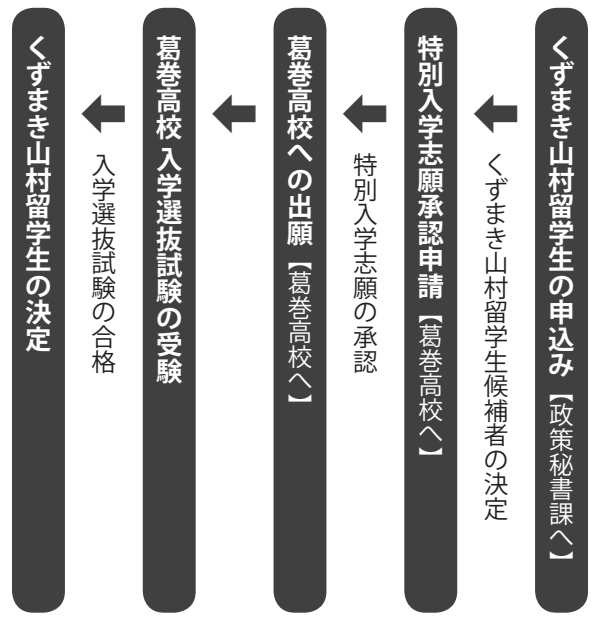 くずまき山村留学生の申込み【政策秘書課へ】
くずまき山村留学生候補者の決定
特別入学志願承認申請【葛巻高校へ】
特別入学志願の承認
葛巻高校への出願【葛巻高校へ】
葛巻高校 入学選抜試験の受験
入学選抜試験の合格
くずまき山村留学生の決定